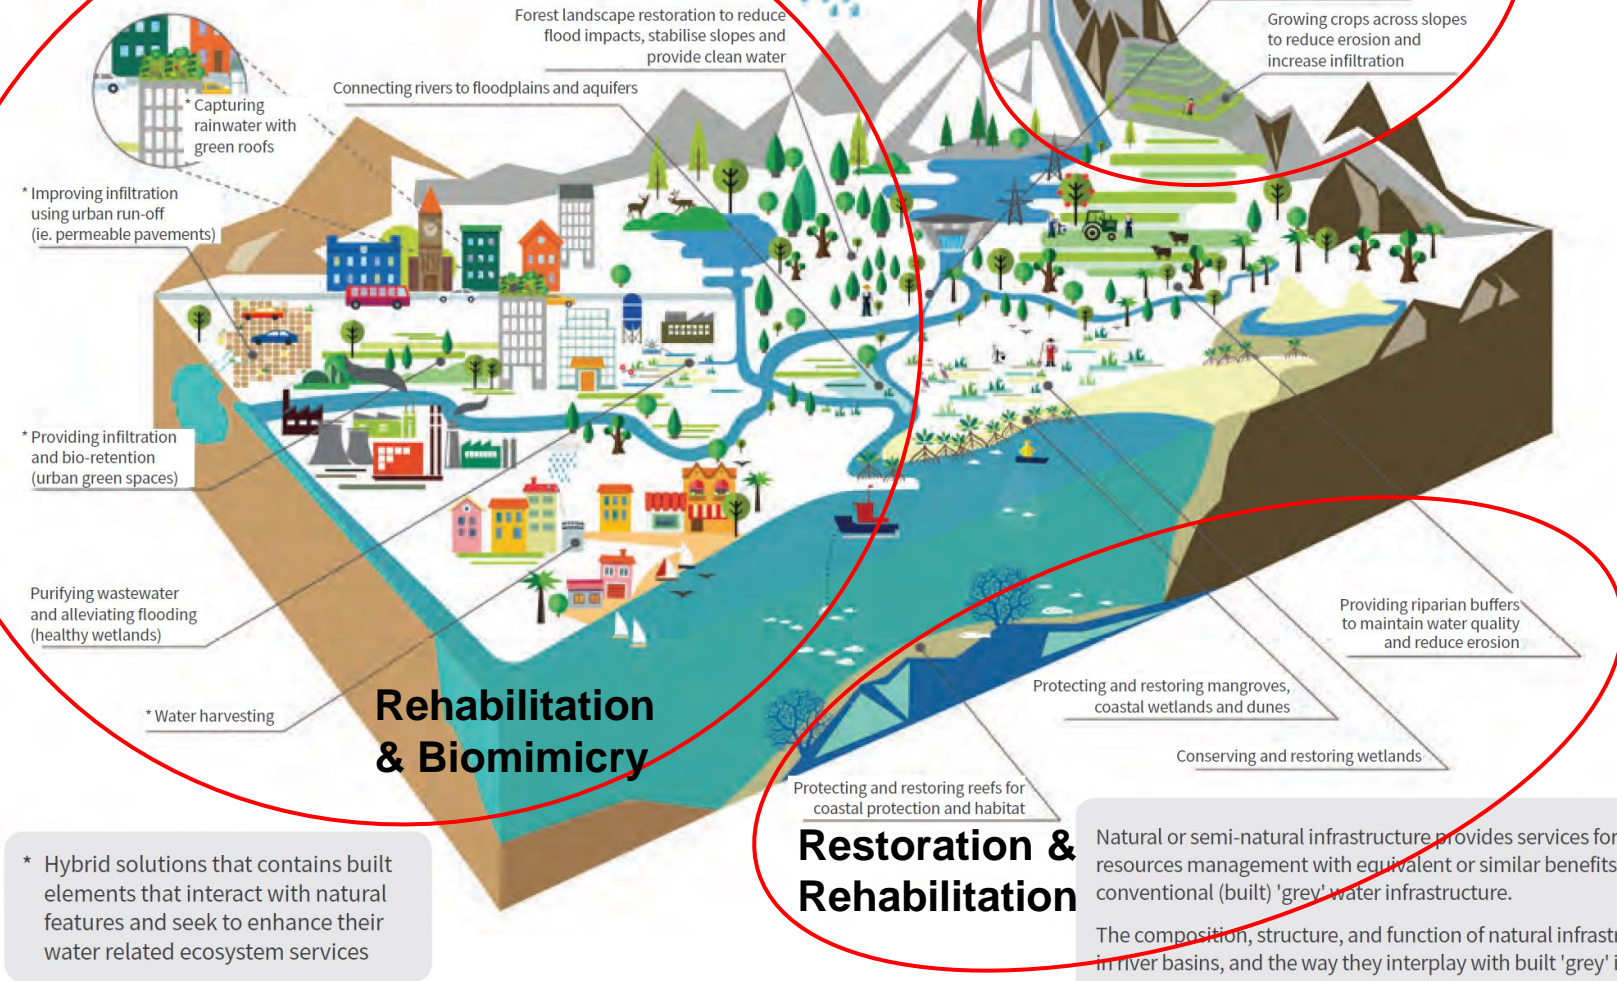 Forest landscape restoration to reduce
flood impacts, stabilise slopes and
provide clean water
Growing crops across slopes
to reduce erosion and
increase infiltration
Connecting rivers to floodplains and aquifers
* Capturing
rainwater with
green roofs
* Improving infiltration
using urban run-off
(ie. permeable pavements)
* Providing infiltration
and bio-retention
(urban green spaces)
Purifying wastewater
and alleviating flooding
(healthy wetlands)
* Water harvesting
Rehabilitation
& Biomimicry
Providing riparian buffers
to maintain water quality
and reduce erosion
Protecting and restoring mangroves,
coastal wetlands and dunes
Conserving and restoring wetlands
Protecting and restoring reefs for
coastal protection and habitat
Restoration &
Rehabilitation
* Hybrid solutions that contains built
elements that interact with natural
features and seek to enhance their
water related ecosystem services
Natural or semi-natural infrastructure provides services for
resources management with equivalent or similar benefits
conventional (built) 'grey' water infrastructure.
The composition, structure, and function of natural
in river basins, and the way they interplay with built 'grey'